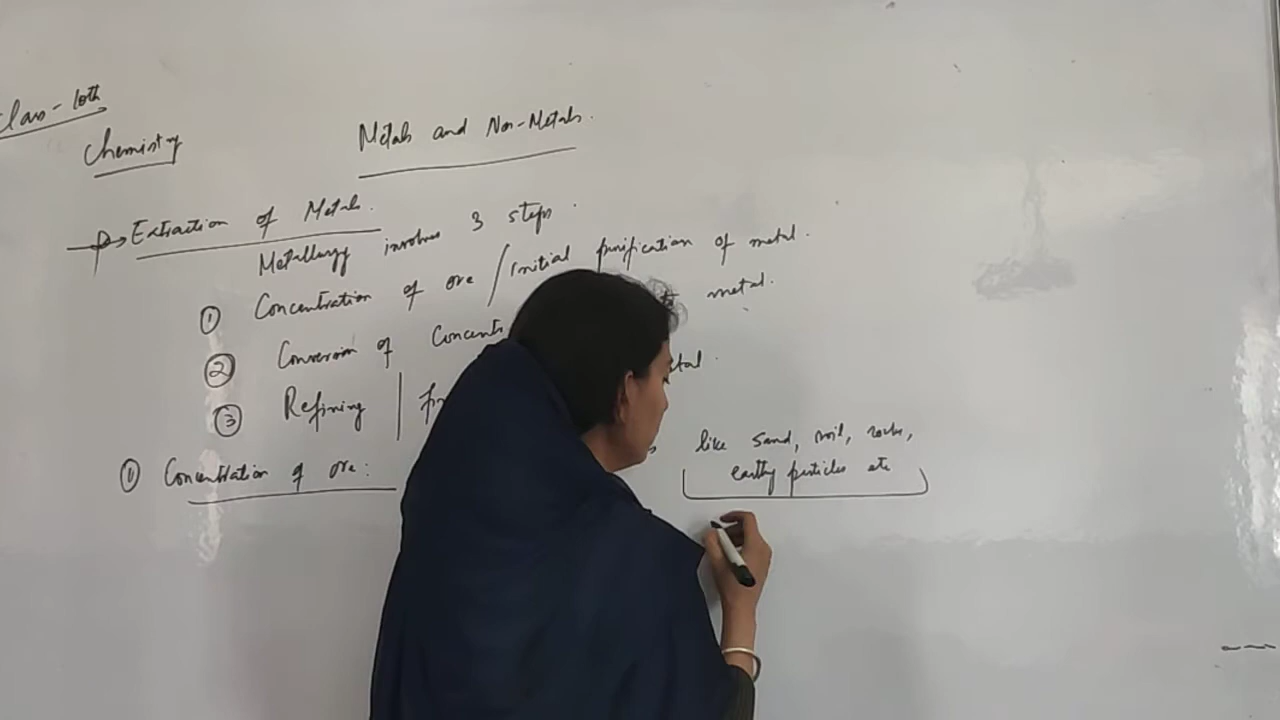 Class - 10th
Chemistry
Metals and Non-Metals.
Extraction of Metals.
Metallurgy involves 3 steps.
① Concentration of ore / Initial purification of metal.
② Conversion of metal.
③ Refining |
① Concentration of ore: like sand, soil, rocks,
earthy particles etc